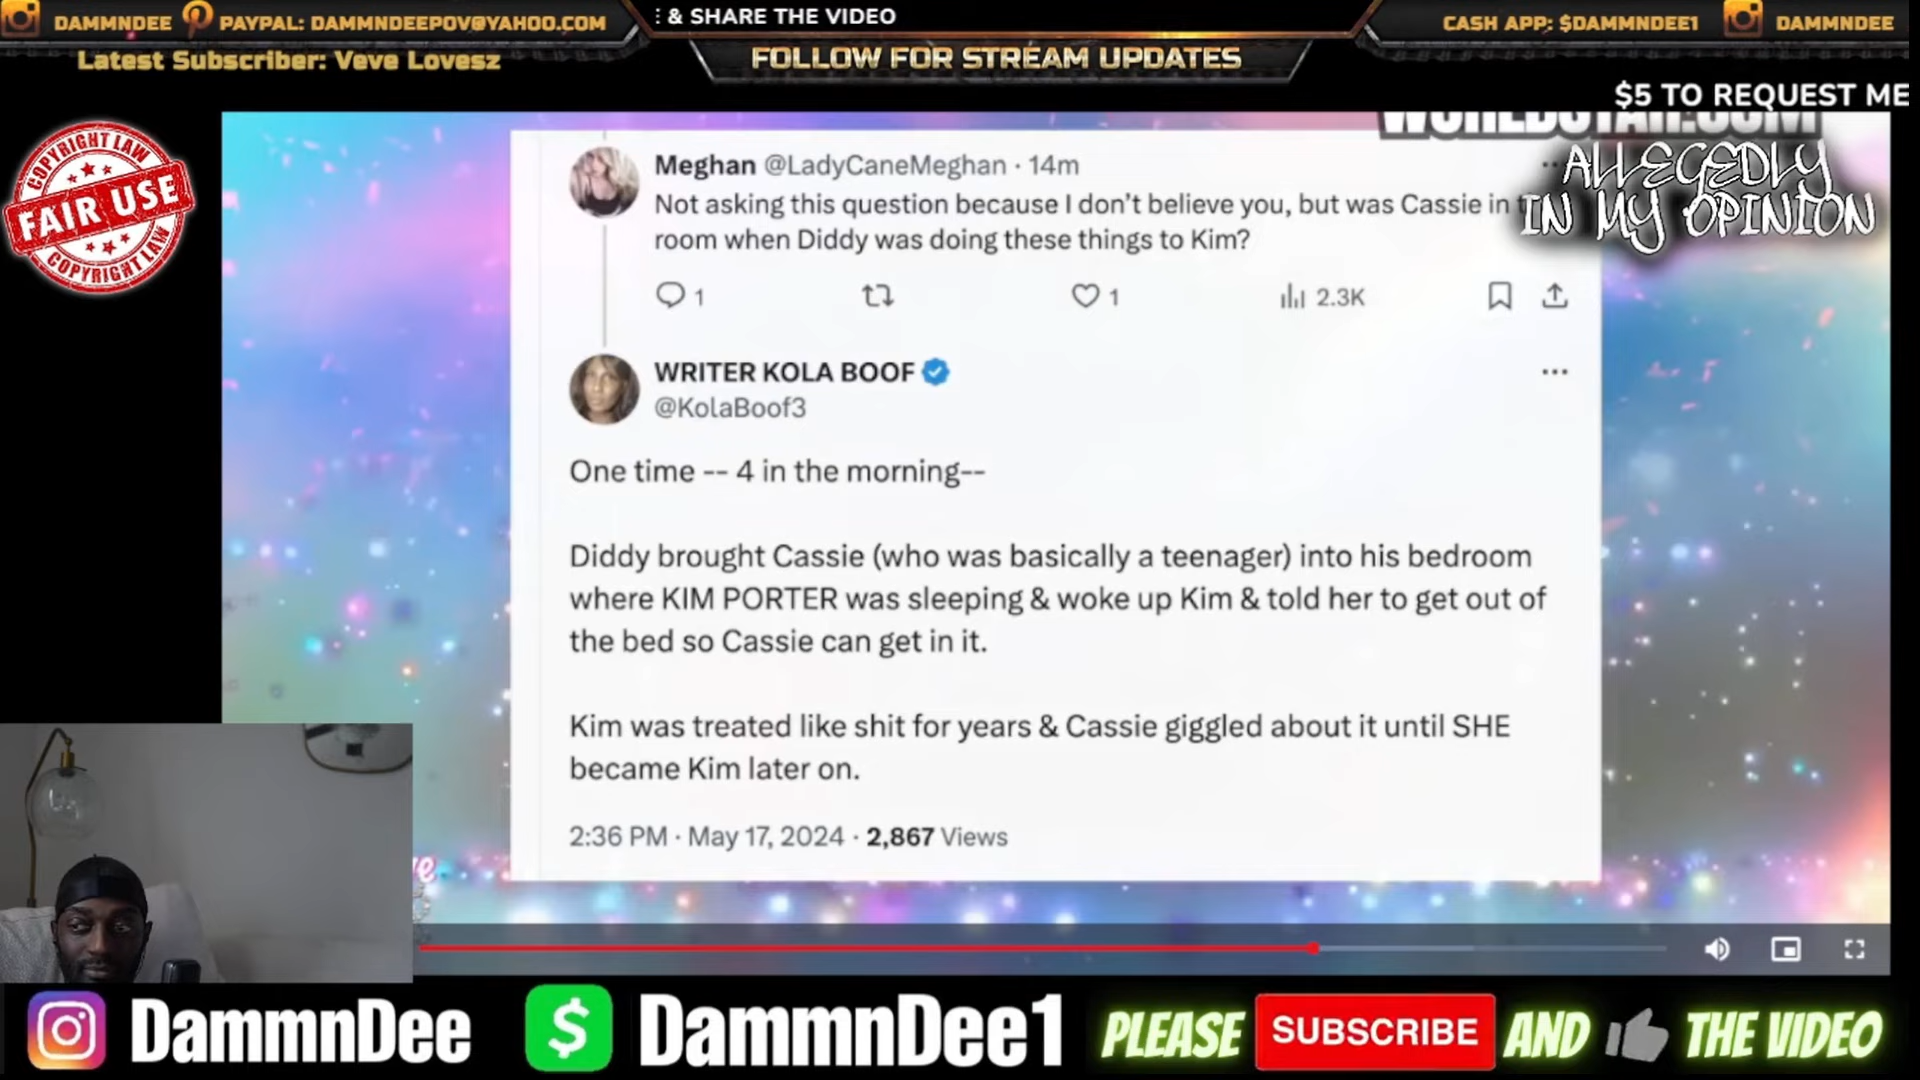 DAMMNDEE
PAYPAL: DAMMNDEEPOV@YAHOO.COM
& SHARE THE VIDEO
CASH APP: $DAMMNDEE1
DAMMNDEE
Latest Subscriber: Veve Lovesz
FOLLOW FOR STREAM UPDATES
$5 TO REQUEST ME
WORLDSTAR.COM
COPYRIGHT LAW
FAIR USE
COPYRIGHT LAW
ALLEGEDLY
IN MY OPINION
Meghan @LadyCaneMeghan · 14m
Not asking this question because I don't believe you, but was Cassie in
room when Diddy was doing these things to Kim?
1
1
2.3K
WRITER KOLA BOOF
@KolaBoof3
One time -- 4 in the morning--
Diddy brought Cassie (who was basically a teenager) into his bedroom
where KIM PORTER was sleeping & woke up Kim & told her to get out of
the bed so Cassie can get in it.
Kim was treated like shit for years & Cassie giggled about it until SHE
became Kim later on.
2:36 PM · May 17, 2024 · 2,867 Views
DammnDee
$ DammnDee1
PLEASE SUBSCRIBE AND THE VIDEO